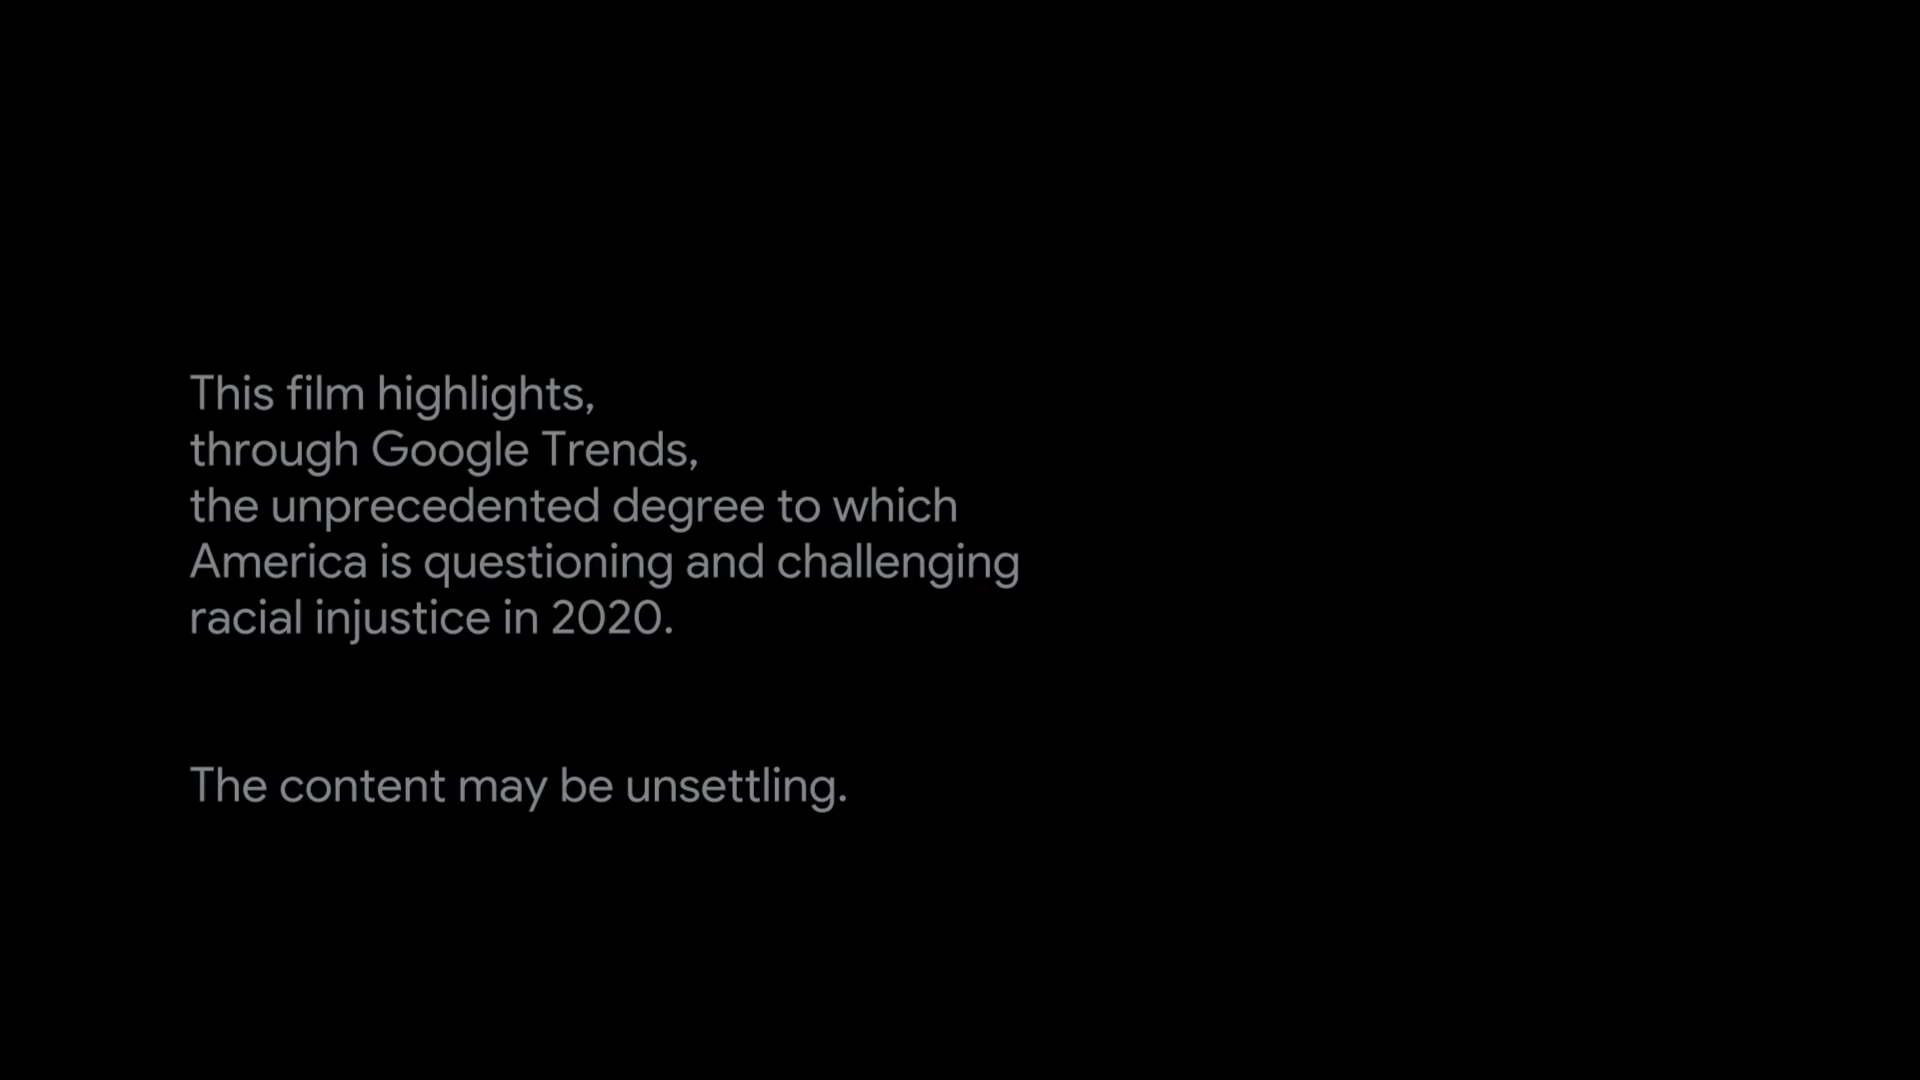 This film highlights,
through Google Trends,
the unprecedented degree to which
America is questioning and challenging
racial injustice in 2020.
The content may be unsettling.